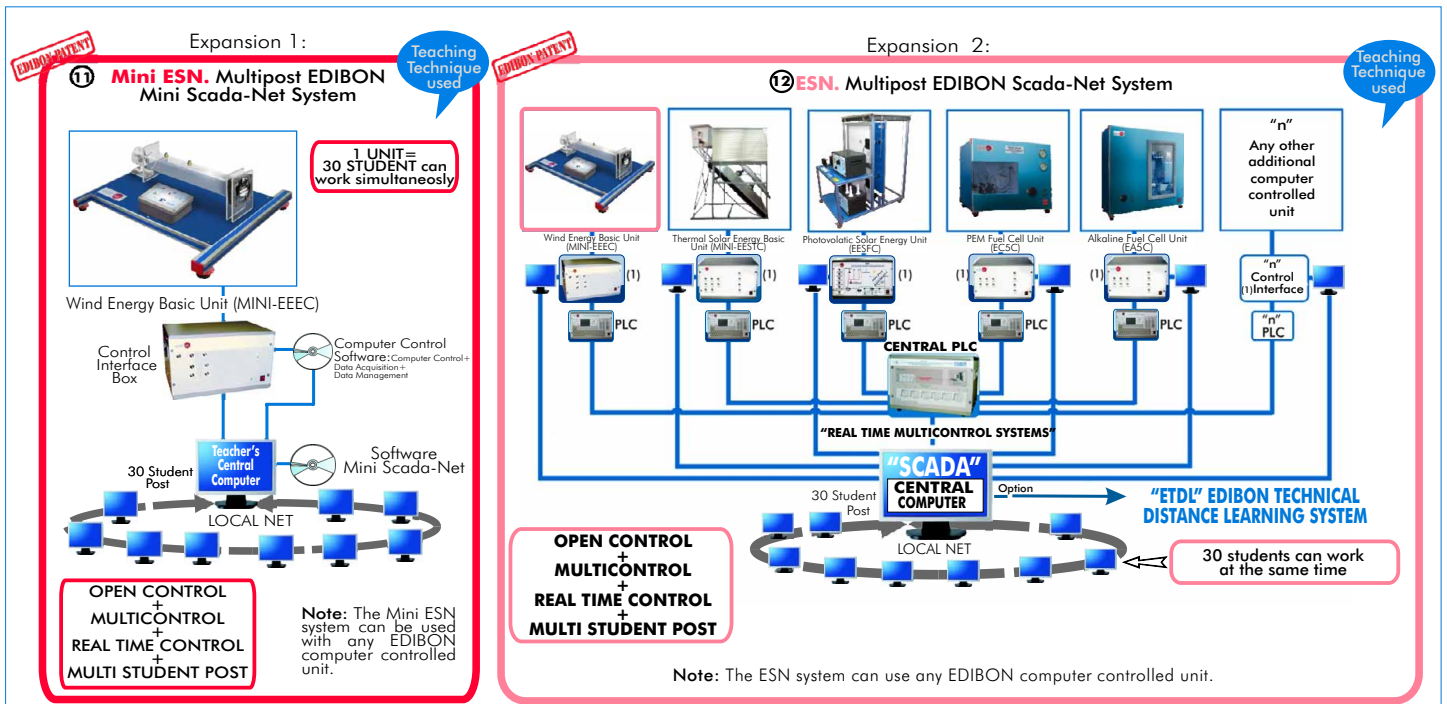 Expansion 1:
EDIBON PATENT
Teaching
Technique
used
11 Mini ESN. Multipost EDIBON
Mini Scada-Net System
1 UNIT=
30 STUDENT can
work simultaneosly
Wind Energy Basic Unit (MINI-EEEC)
Control
Interface
Box
Computer Control
Software:Computer Control+
Data Acquisition+
Data Management
Teacher's
Central
Computer
Software
Mini Scada-Net
30 Student
Post
LOCAL NET
OPEN CONTROL
+
MULTICONTROL
+
REAL TIME CONTROL
+
MULTI STUDENT POST
Note: The Mini ESN
system can be used
with any EDIBON
computer controlled
unit.
Expansion 2:
EDIBON PATENT
Teaching
Technique
used
12 ESN. Multipost EDIBON Scada-Net System
Wind Energy Basic Unit
(MINI-EEEC)
Thermal Solar Energy Basic
Unit (MINI-EESTC)
Photovolatic Solar Energy Unit
(EESFC)
PEM Fuel Cell Unit
(EC5C)
Alkaline Fuel Cell Unit
(EA5C)
"n"
Any other
additional
computer
controlled
unit
(1)
(1)
(1)
(1)
(1)
"n"
Control
(1)Interface
PLC
PLC
PLC
PLC
PLC
"n"
PLC
CENTRAL PLC
"REAL TIME MULTICONTROL SYSTEMS"
"SCADA"
CENTRAL
COMPUTER
Option
"ETDL" EDIBON TECHNICAL
DISTANCE LEARNING SYSTEM
30 Student
Post
LOCAL NET
30 students can work
at the same time
OPEN CONTROL
+
MULTICONTROL
+
REAL TIME CONTROL
+
MULTI STUDENT POST
Note: The ESN system can use any EDIBON computer controlled unit.